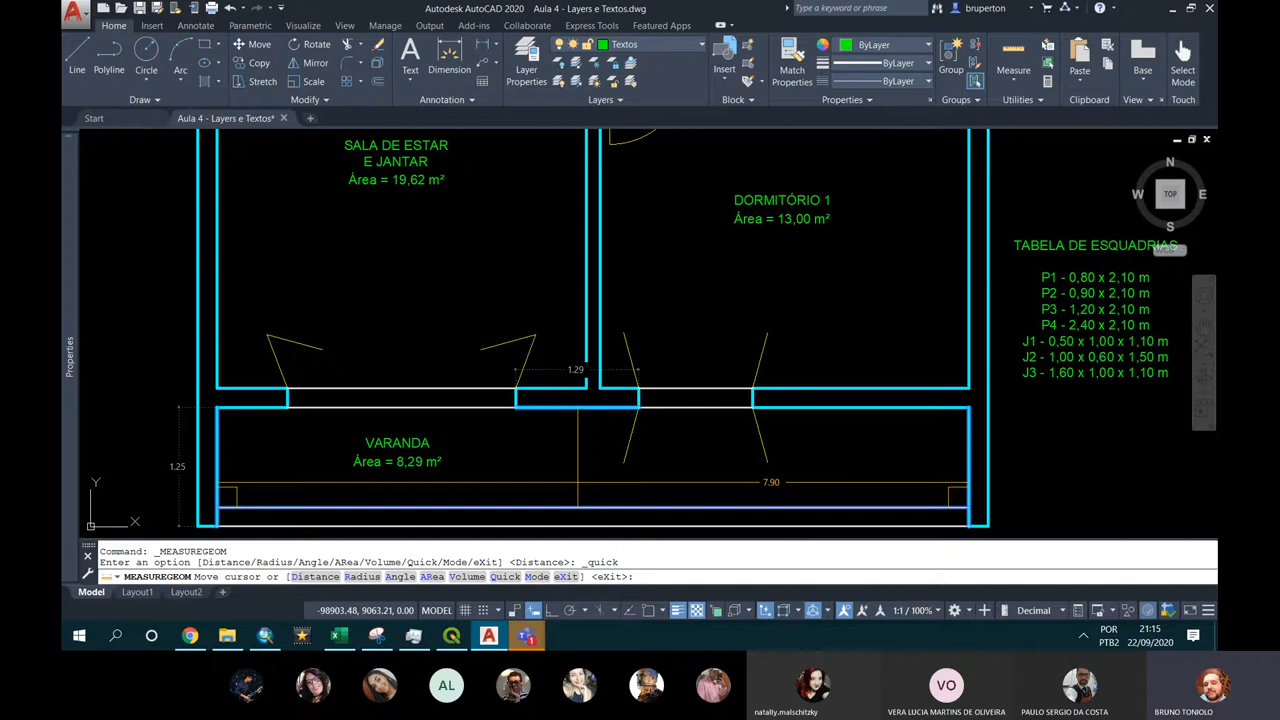 Autodesk AutoCAD 2020 Aula 4 - Layers e Textos.dwg
Type a keyword or phrase
bruperton
Home Insert Annotate Parametric Visualize View Manage Output Add-ins Collaborate Express Tools Featured Apps
Line Polyline Circle Arc
Move Rotate
Copy Mirror
Stretch Scale
Text Dimension
Layer Properties
Textos
Insert
Match Properties
ByLayer
ByLayer
ByLayer
Group Measure Paste Base Select Mode
Draw Modify Annotation Layers Block Properties Groups Utilities Clipboard View Touch
Start Aula 4 - Layers e Textos*
Properties
SALA DE ESTAR
E JANTAR
Área = 19,62 m²
DORMITÓRIO 1
Área = 13,00 m²
N
W TOP E
S
TABELA DE ESQUADRIAS
P1 - 0,80 x 2,10 m
P2 - 0,90 x 2,10 m
P3 - 1,20 x 2,10 m
P4 - 2,40 x 2,10 m
J1 - 0,50 x 1,00 x 1,10 m
J2 - 1,00 x 0,60 x 1,50 m
J3 - 1,60 x 1,00 x 1,10 m
1.29
VARANDA
Área = 8,29 m²
1.25
7.90
Y
X
Command: _MEASUREGEOM
Enter an option [Distance/Radius/Angle/ARea/Volume/Quick/Mode/eXit] <Distance>: _quick
MEASUREGEOM Move cursor or [Distance Radius Angle ARea Volume Quick Mode eXit] <eXit>:
Model Layout1 Layout2
-98903.48, 9063.21, 0.00 MODEL
1:1 / 100%
Decimal
POR
PTB2
21:15
22/09/2020
AL
VO
natally.malschitzky
VERA LUCIA MARTINS DE OLIVEIRA
PAULO SERGIO DA COSTA
BRUNO TONIOLO